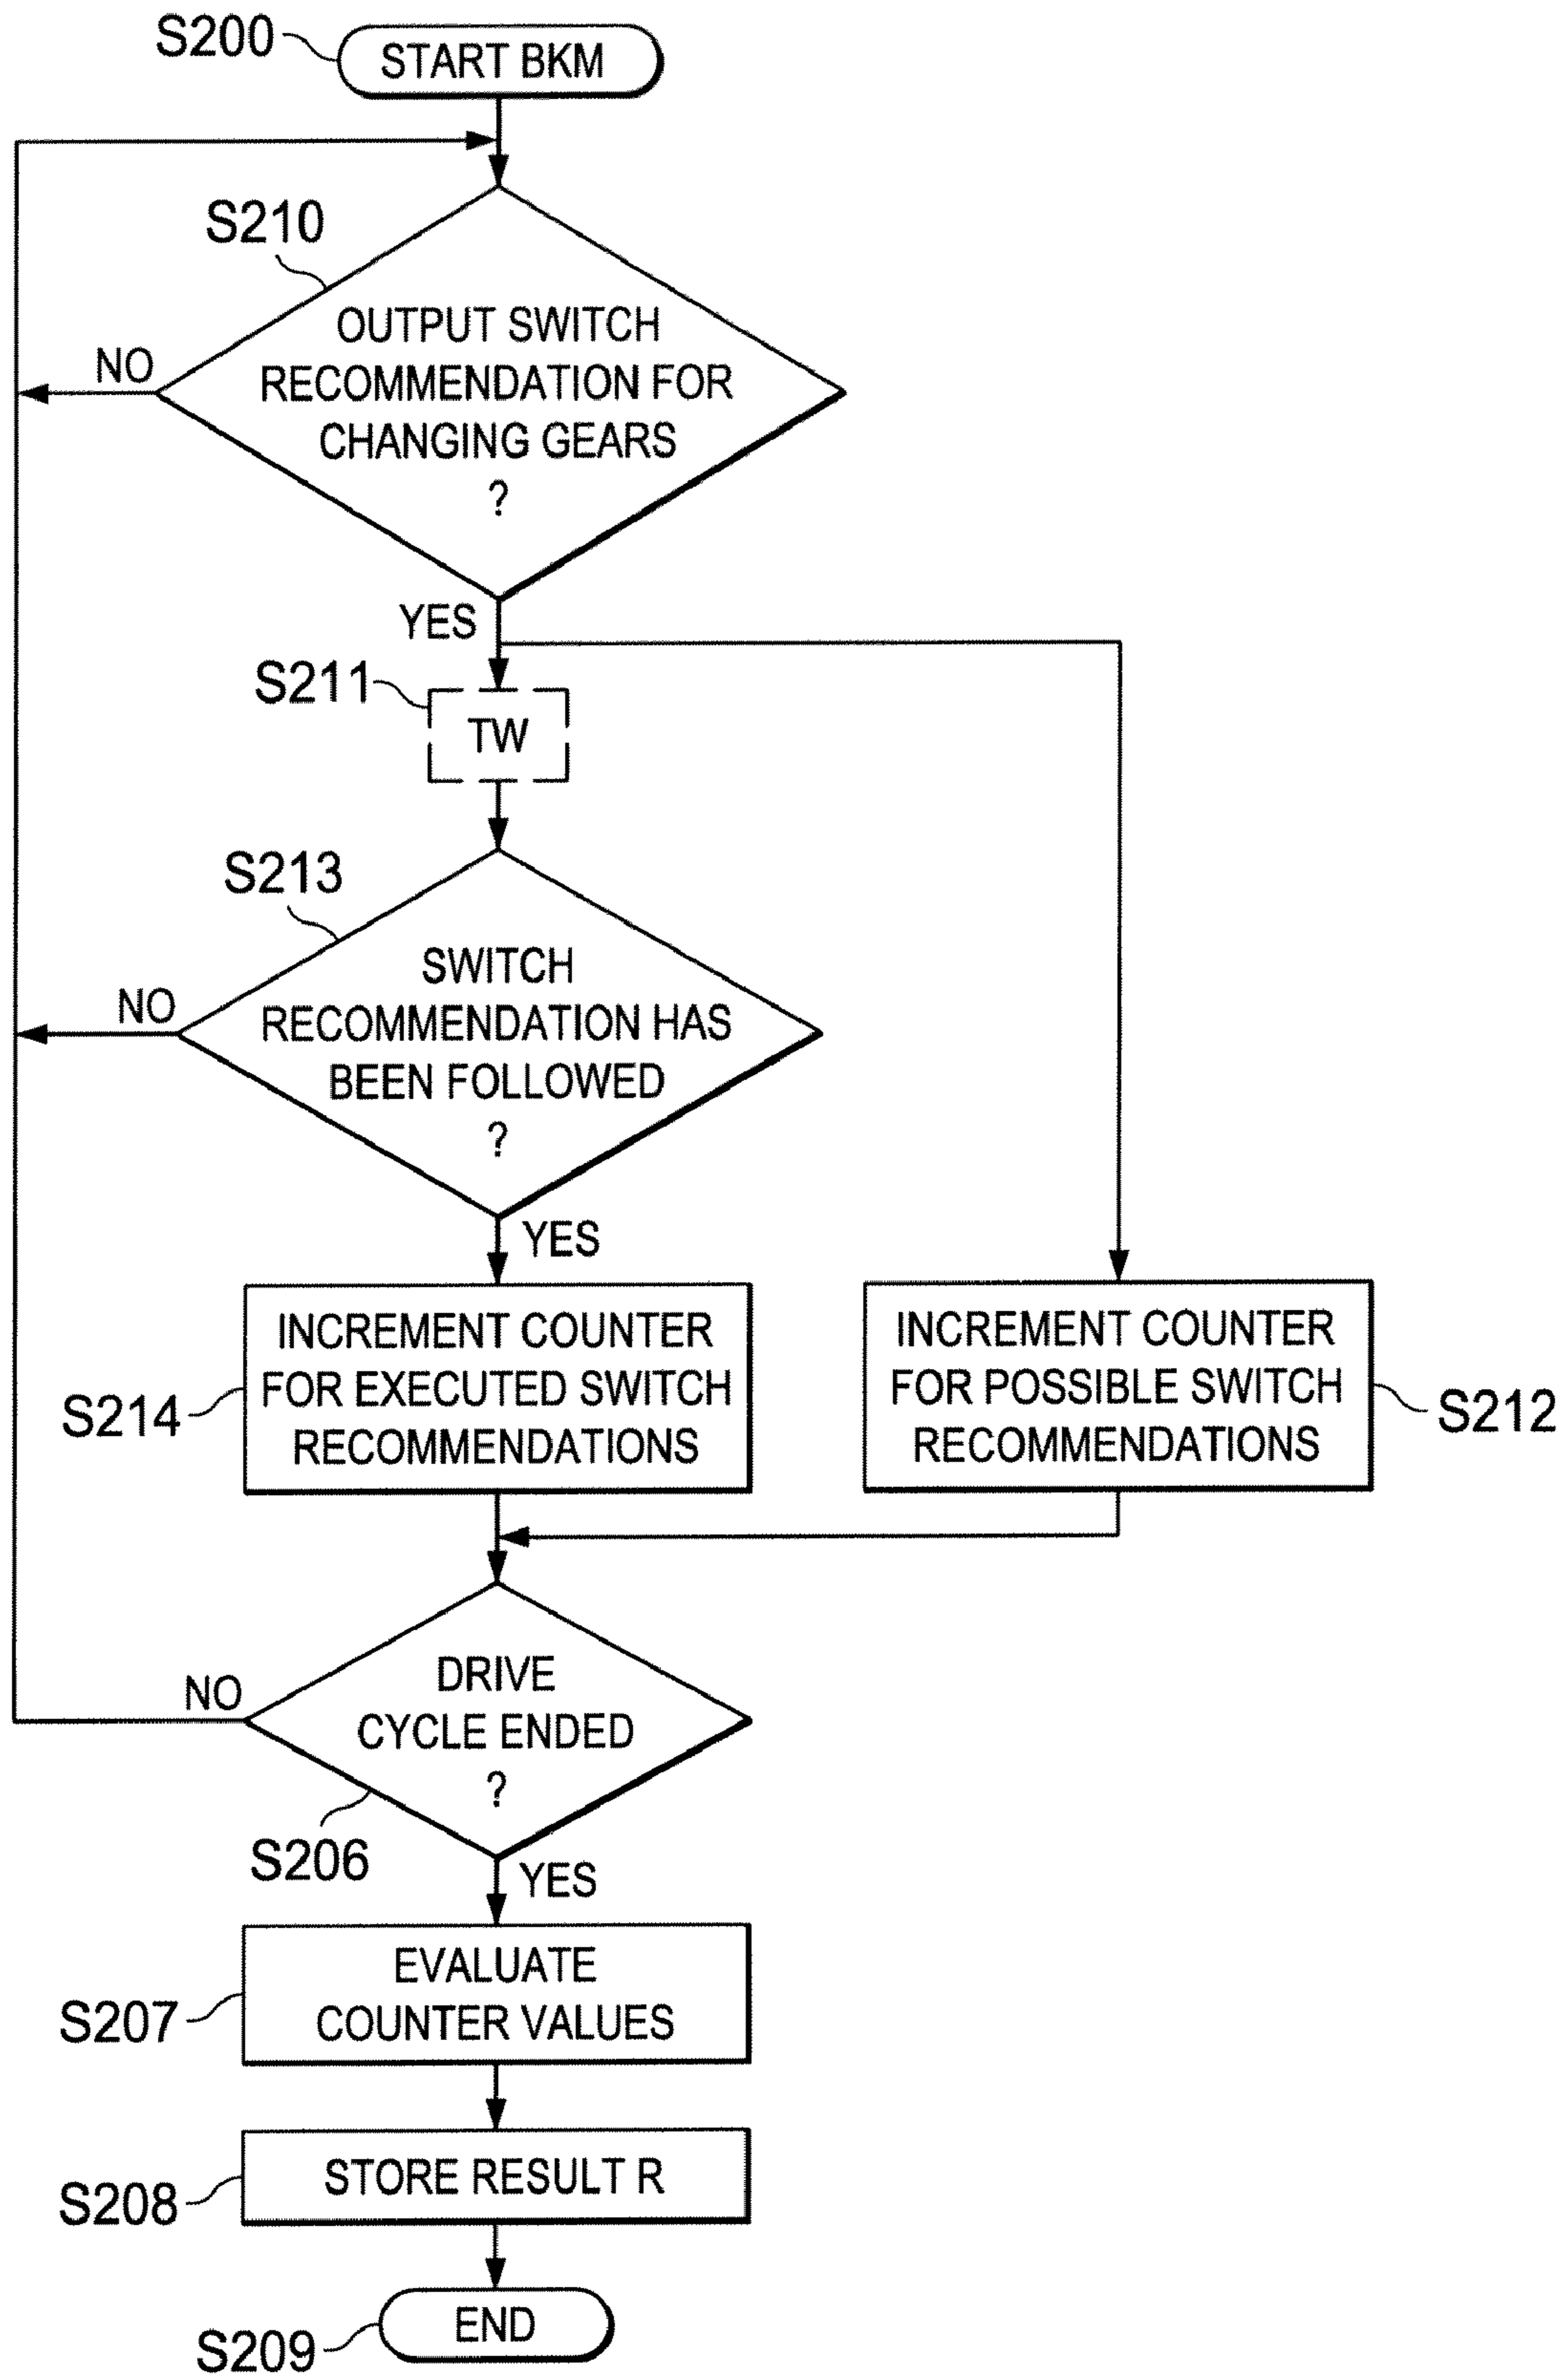 S200
START BKM
S210
OUTPUT SWITCH
RECOMMENDATION FOR
CHANGING GEARS
?
NO
YES
S211
TW
S213
SWITCH
RECOMMENDATION HAS
BEEN FOLLOWED
?
NO
YES
INCREMENT COUNTER
FOR EXECUTED SWITCH
RECOMMENDATIONS
S214
INCREMENT COUNTER
FOR POSSIBLE SWITCH
RECOMMENDATIONS
S212
DRIVE
CYCLE ENDED
?
NO
S206
YES
EVALUATE
COUNTER VALUES
S207
STORE RESULT R
S208
END
S209